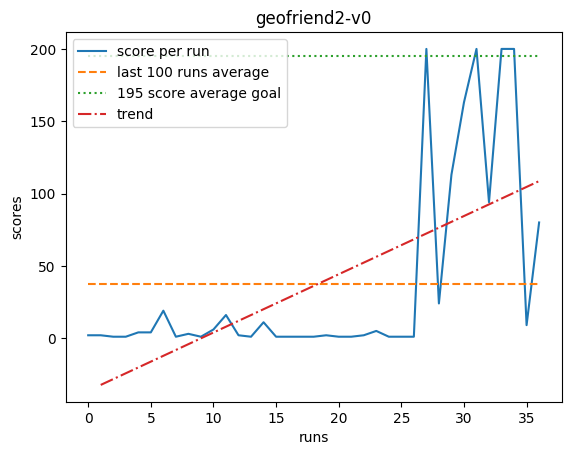 geofriend2-v0
score per run
last 100 runs average
195 score average goal
trend
200
150
100
50
0
scores
0 5 10 15 20 25 30 35
runs